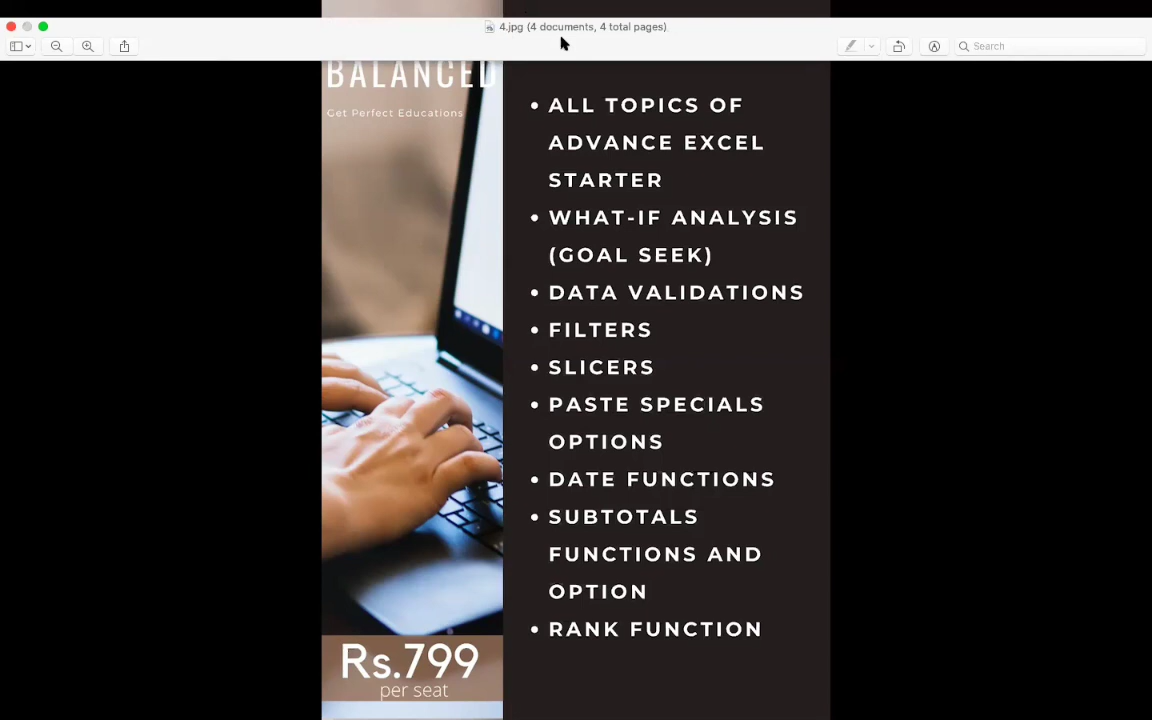 4.jpg (4 documents, 4 total pages)
Search
BALANCED
Get Perfect Educations
Rs.799
per seat
• ALL TOPICS OF
ADVANCE EXCEL
STARTER
• WHAT-IF ANALYSIS
(GOAL SEEK)
• DATA VALIDATIONS
• FILTERS
• SLICERS
• PASTE SPECIALS
OPTIONS
• DATE FUNCTIONS
• SUBTOTALS
FUNCTIONS AND
OPTION
• RANK FUNCTION